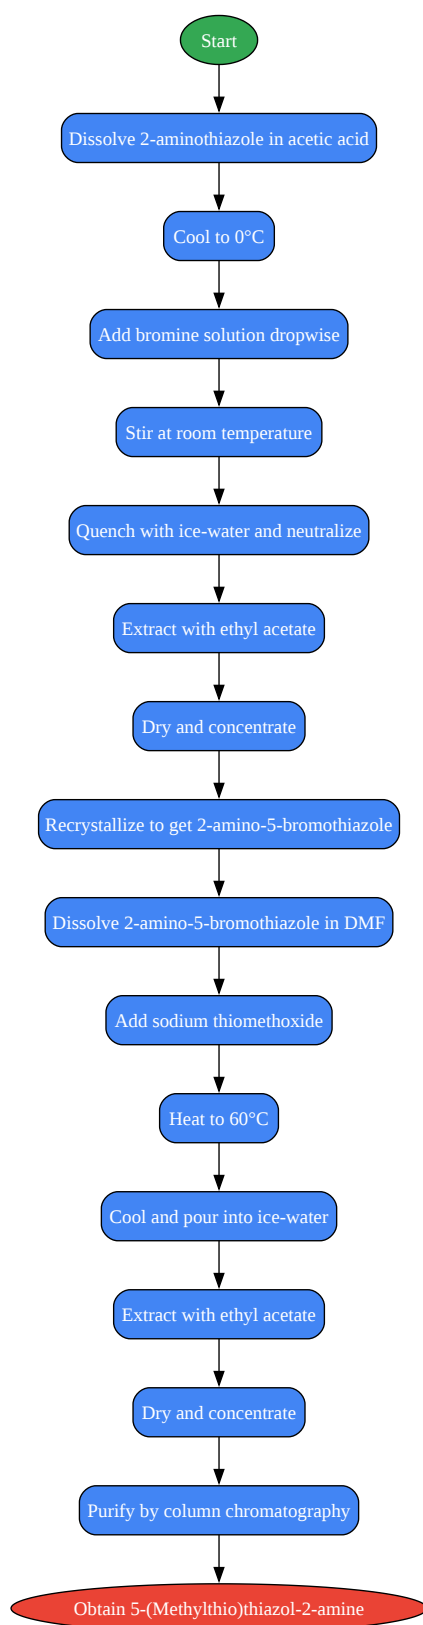 Start
Dissolve 2-aminothiazole in acetic acid
Cool to 0°C
Add bromine solution dropwise
Stir at room temperature
Quench with ice-water and neutralize
Extract with ethyl acetate
Dry and concentrate
Recrystallize to get 2-amino-5-bromothiazole
Dissolve 2-amino-5-bromothiazole in DMF
Add sodium thiomethoxide
Heat to 60°C
Cool and pour into ice-water
Extract with ethyl acetate
Dry and concentrate
Purify by column chromatography
Obtain 5-(Methylthio)thiazol-2-amine